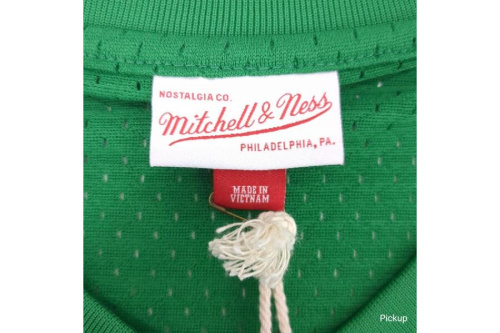 NOSTALGIA CO.
Mitchell & Ness
PHILADELPHIA, PA.
MADE IN
VIETNAM
Pickup